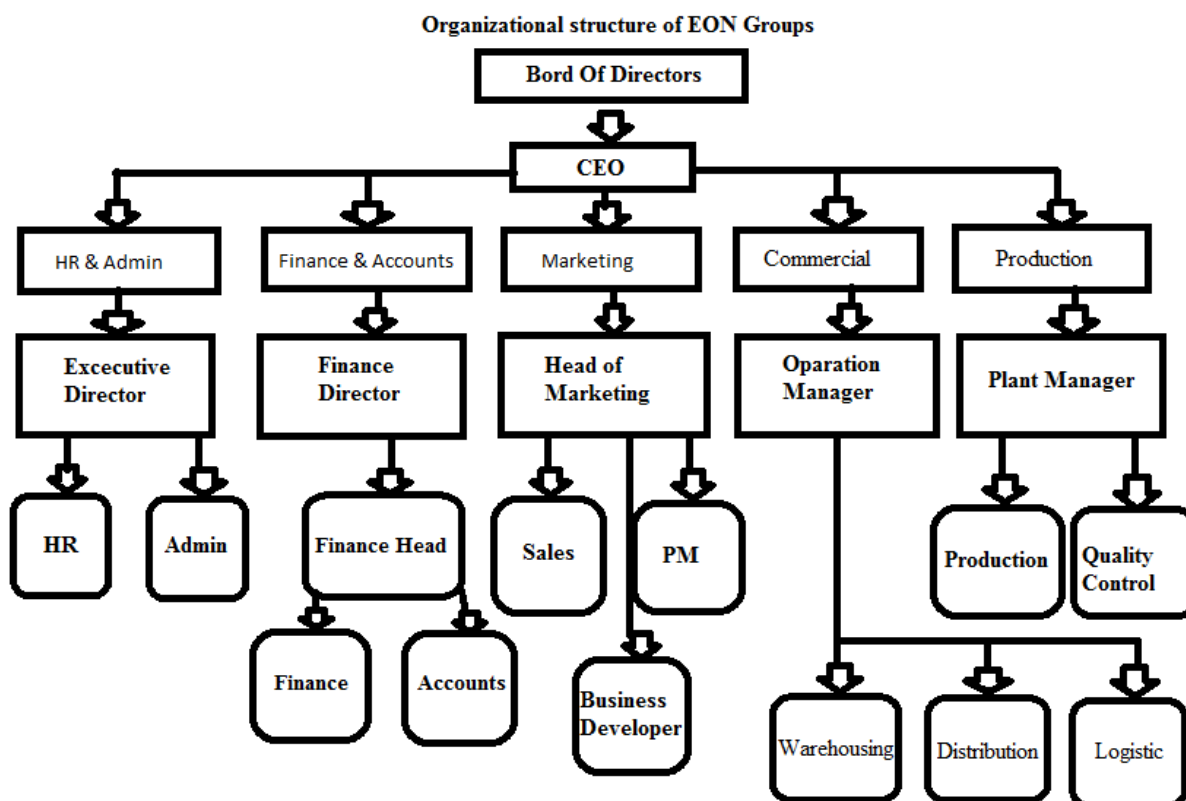 Organizational structure of EON Groups
Bord Of Directors
CEO
HR & Admin
Finance & Accounts
Marketing
Commercial
Production
Excecutive
Director
Finance
Director
Head of
Marketing
Oparation
Manager
Plant Manager
HR
Admin
Finance Head
Sales
PM
Production
Quality
Control
Finance
Accounts
Business
Developer
Warehousing
Distribution
Logistic